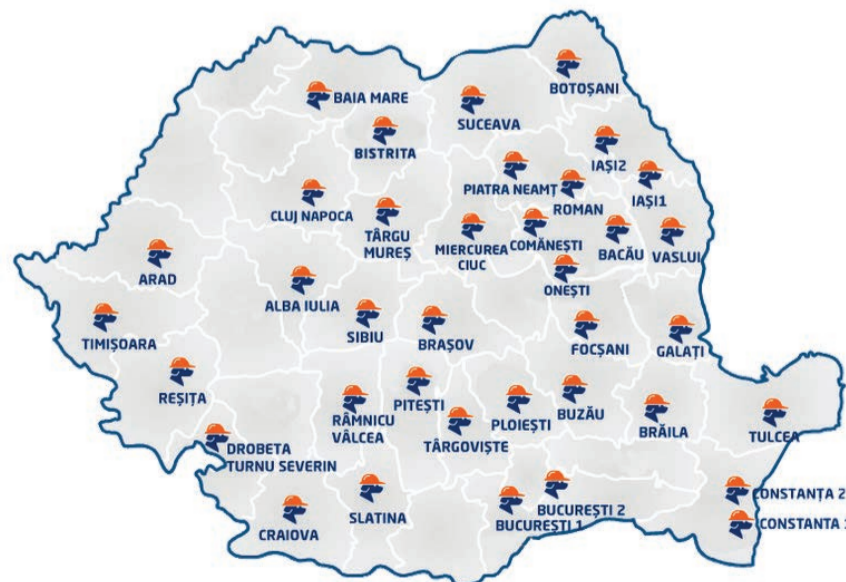 BOTOȘANI
BAIA MARE
SUCEAVA
BISTRITA
IAȘI2
PIATRA NEAMȚ
IAȘI1
ROMAN
CLUJ NAPOCA
TÂRGU
MUREȘ
MIERCUREA
CIUC
COMĂNEȘTI
BACĂU
VASLUI
ARAD
ONEȘTI
ALBA IULIA
SIBIU
BRAȘOV
TIMIȘOARA
FOCȘANI
GALAȚI
REȘIȚA
PITEȘTI
RÂMNICU
VÂLCEA
PLOIEȘTI
BUZĂU
BRĂILA
TULCEA
TÂRGOVIȘTE
DROBETA
TURNU SEVERIN
CONSTANȚA 2
SLATINA
BUCUREȘTI 2
BUCUREȘTI 1
CRAIOVA
CONSTANTA